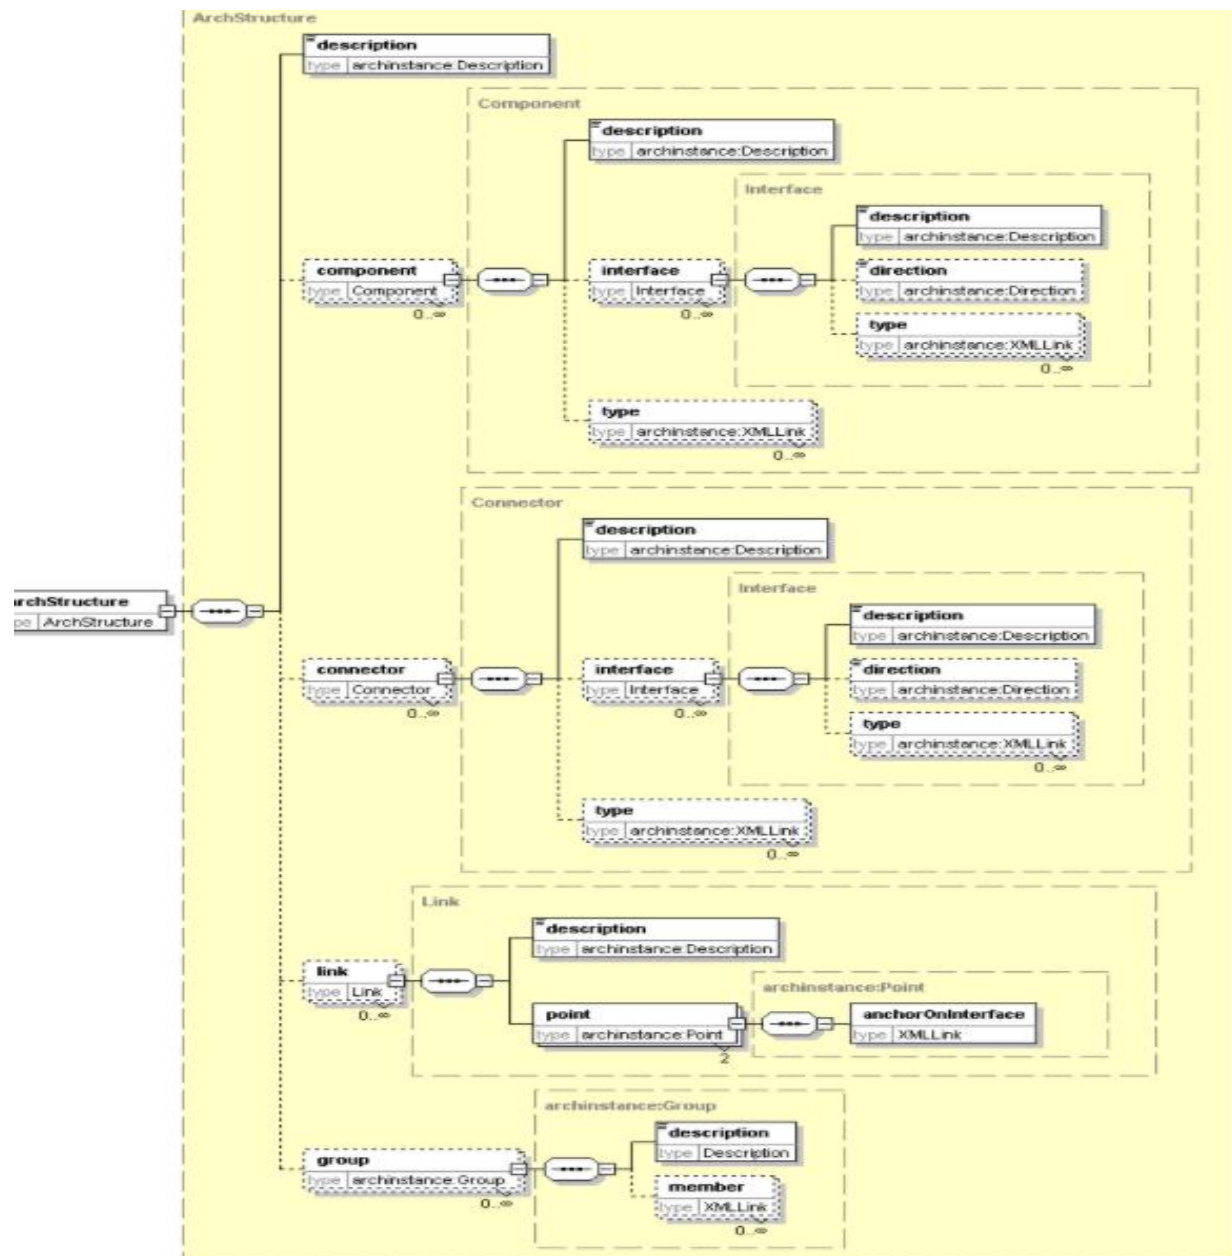 ArchStructure
description
type archinstance:Description
Component
description
type archinstance:Description
Interface
description
type archinstance:Description
component
type Component
0..∞
interface
type Interface
0..∞
direction
type archinstance:Direction
type
type archinstance:XMLLink
0..∞
type
type archinstance:XMLLink
0..∞
Connector
description
type archinstance:Description
Interface
rchStructure
pe ArchStructure
description
type archinstance:Description
connector
type Connector
0..∞
interface
type Interface
0..∞
direction
type archinstance:Direction
type
type archinstance:XMLLink
0..∞
type
type archinstance:XMLLink
0..∞
Link
description
type archinstance:Description
link
type Link
0..∞
archinstance:Point
point
type archinstance:Point
2
anchorOnInterface
type XMLLink
archinstance:Group
description
type Description
group
type archinstance:Group
0..∞
member
type XMLLink
0..∞